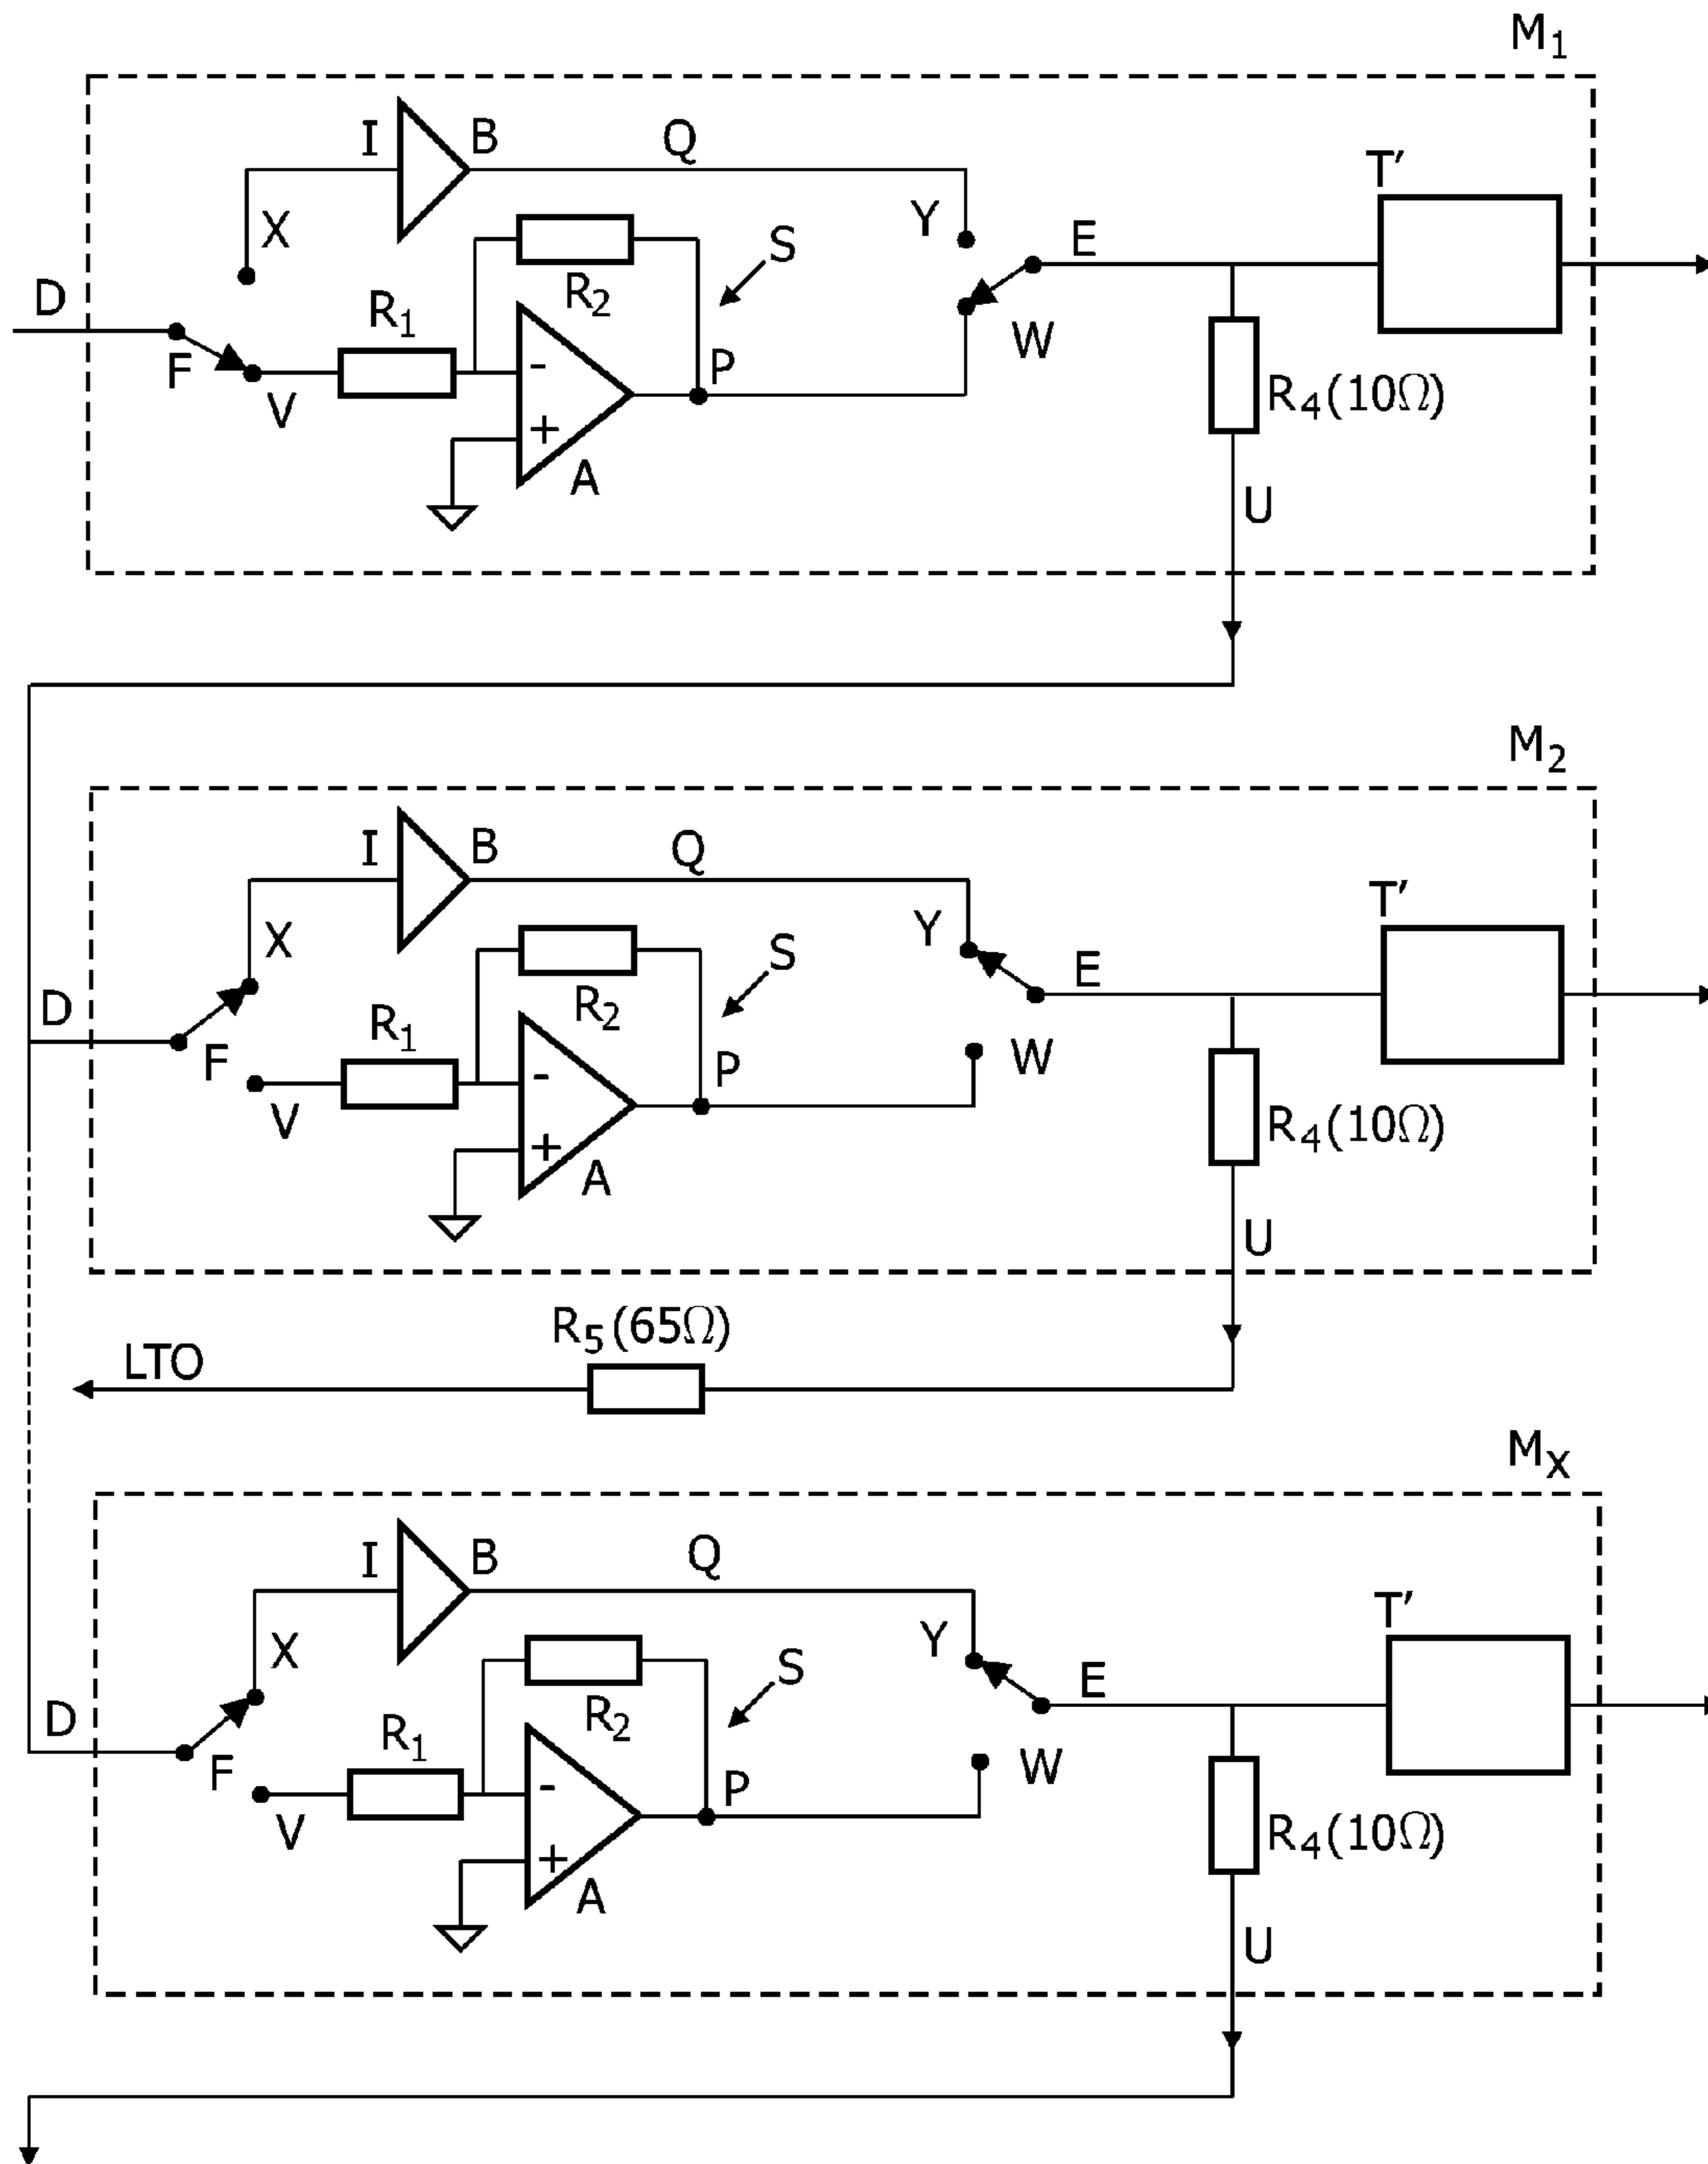 M1
I B Q
X Y E T'
S
D R1 R2
F P W
V - R4(10Ω)
+
A U
M2
I B Q
X Y E T'
S
D R1 R2
F P W
V - R4(10Ω)
+
A U
R5(65Ω)
LTO
MX
I B Q
X Y E T'
S
D R1 R2
F P W
V - R4(10Ω)
+
A U